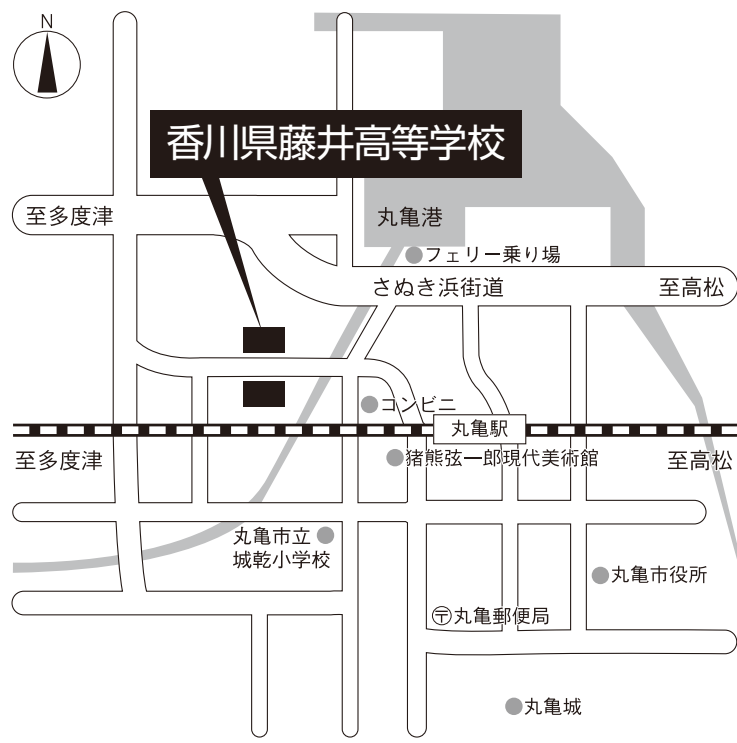 N
香川県藤井高等学校
至多度津
丸亀港
フェリー乗り場
さぬき浜街道
至高松
コンビニ
丸亀駅
至多度津
猪熊弦一郎現代美術館
至高松
丸亀市立
城乾小学校
丸亀市役所
〶丸亀郵便局
丸亀城